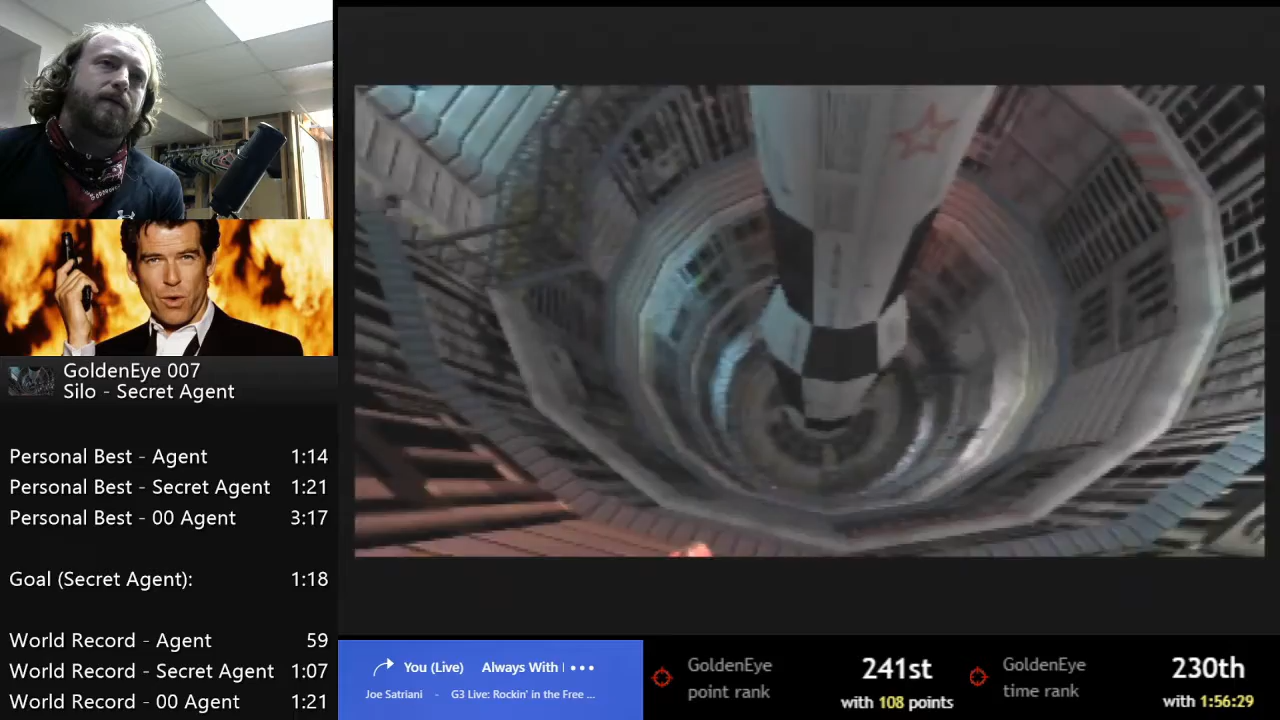 GoldenEye 007
Silo - Secret Agent
Personal Best - Agent 1:14
Personal Best - Secret Agent 1:21
Personal Best - 00 Agent 3:17
Goal (Secret Agent): 1:18
World Record - Agent 59
World Record - Secret Agent 1:07
World Record - 00 Agent 1:21
You (Live) Always With
Joe Satriani - G3 Live: Rockin' in the Free ...
GoldenEye
point rank
241st
with 108 points
GoldenEye
time rank
230th
with 1:56:29